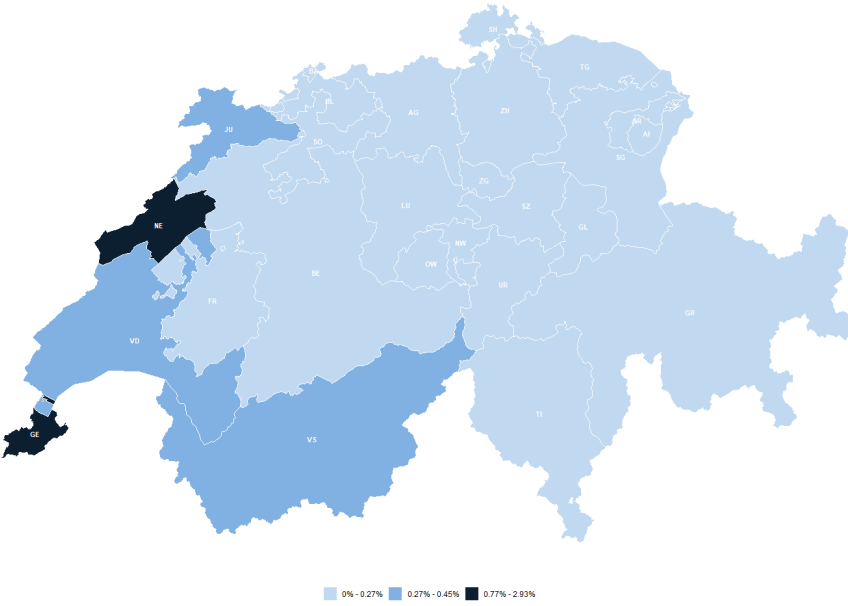 SH
TG
BS
BL
AG
ZH
JU
SO
AR
AI
SG
ZG
LU
SZ
NE
GL
NW
OW
BE
UR
FR
GR
VD
TI
GE
VS
0% - 0.27% 0.27% - 0.45% 0.77% - 2.93%